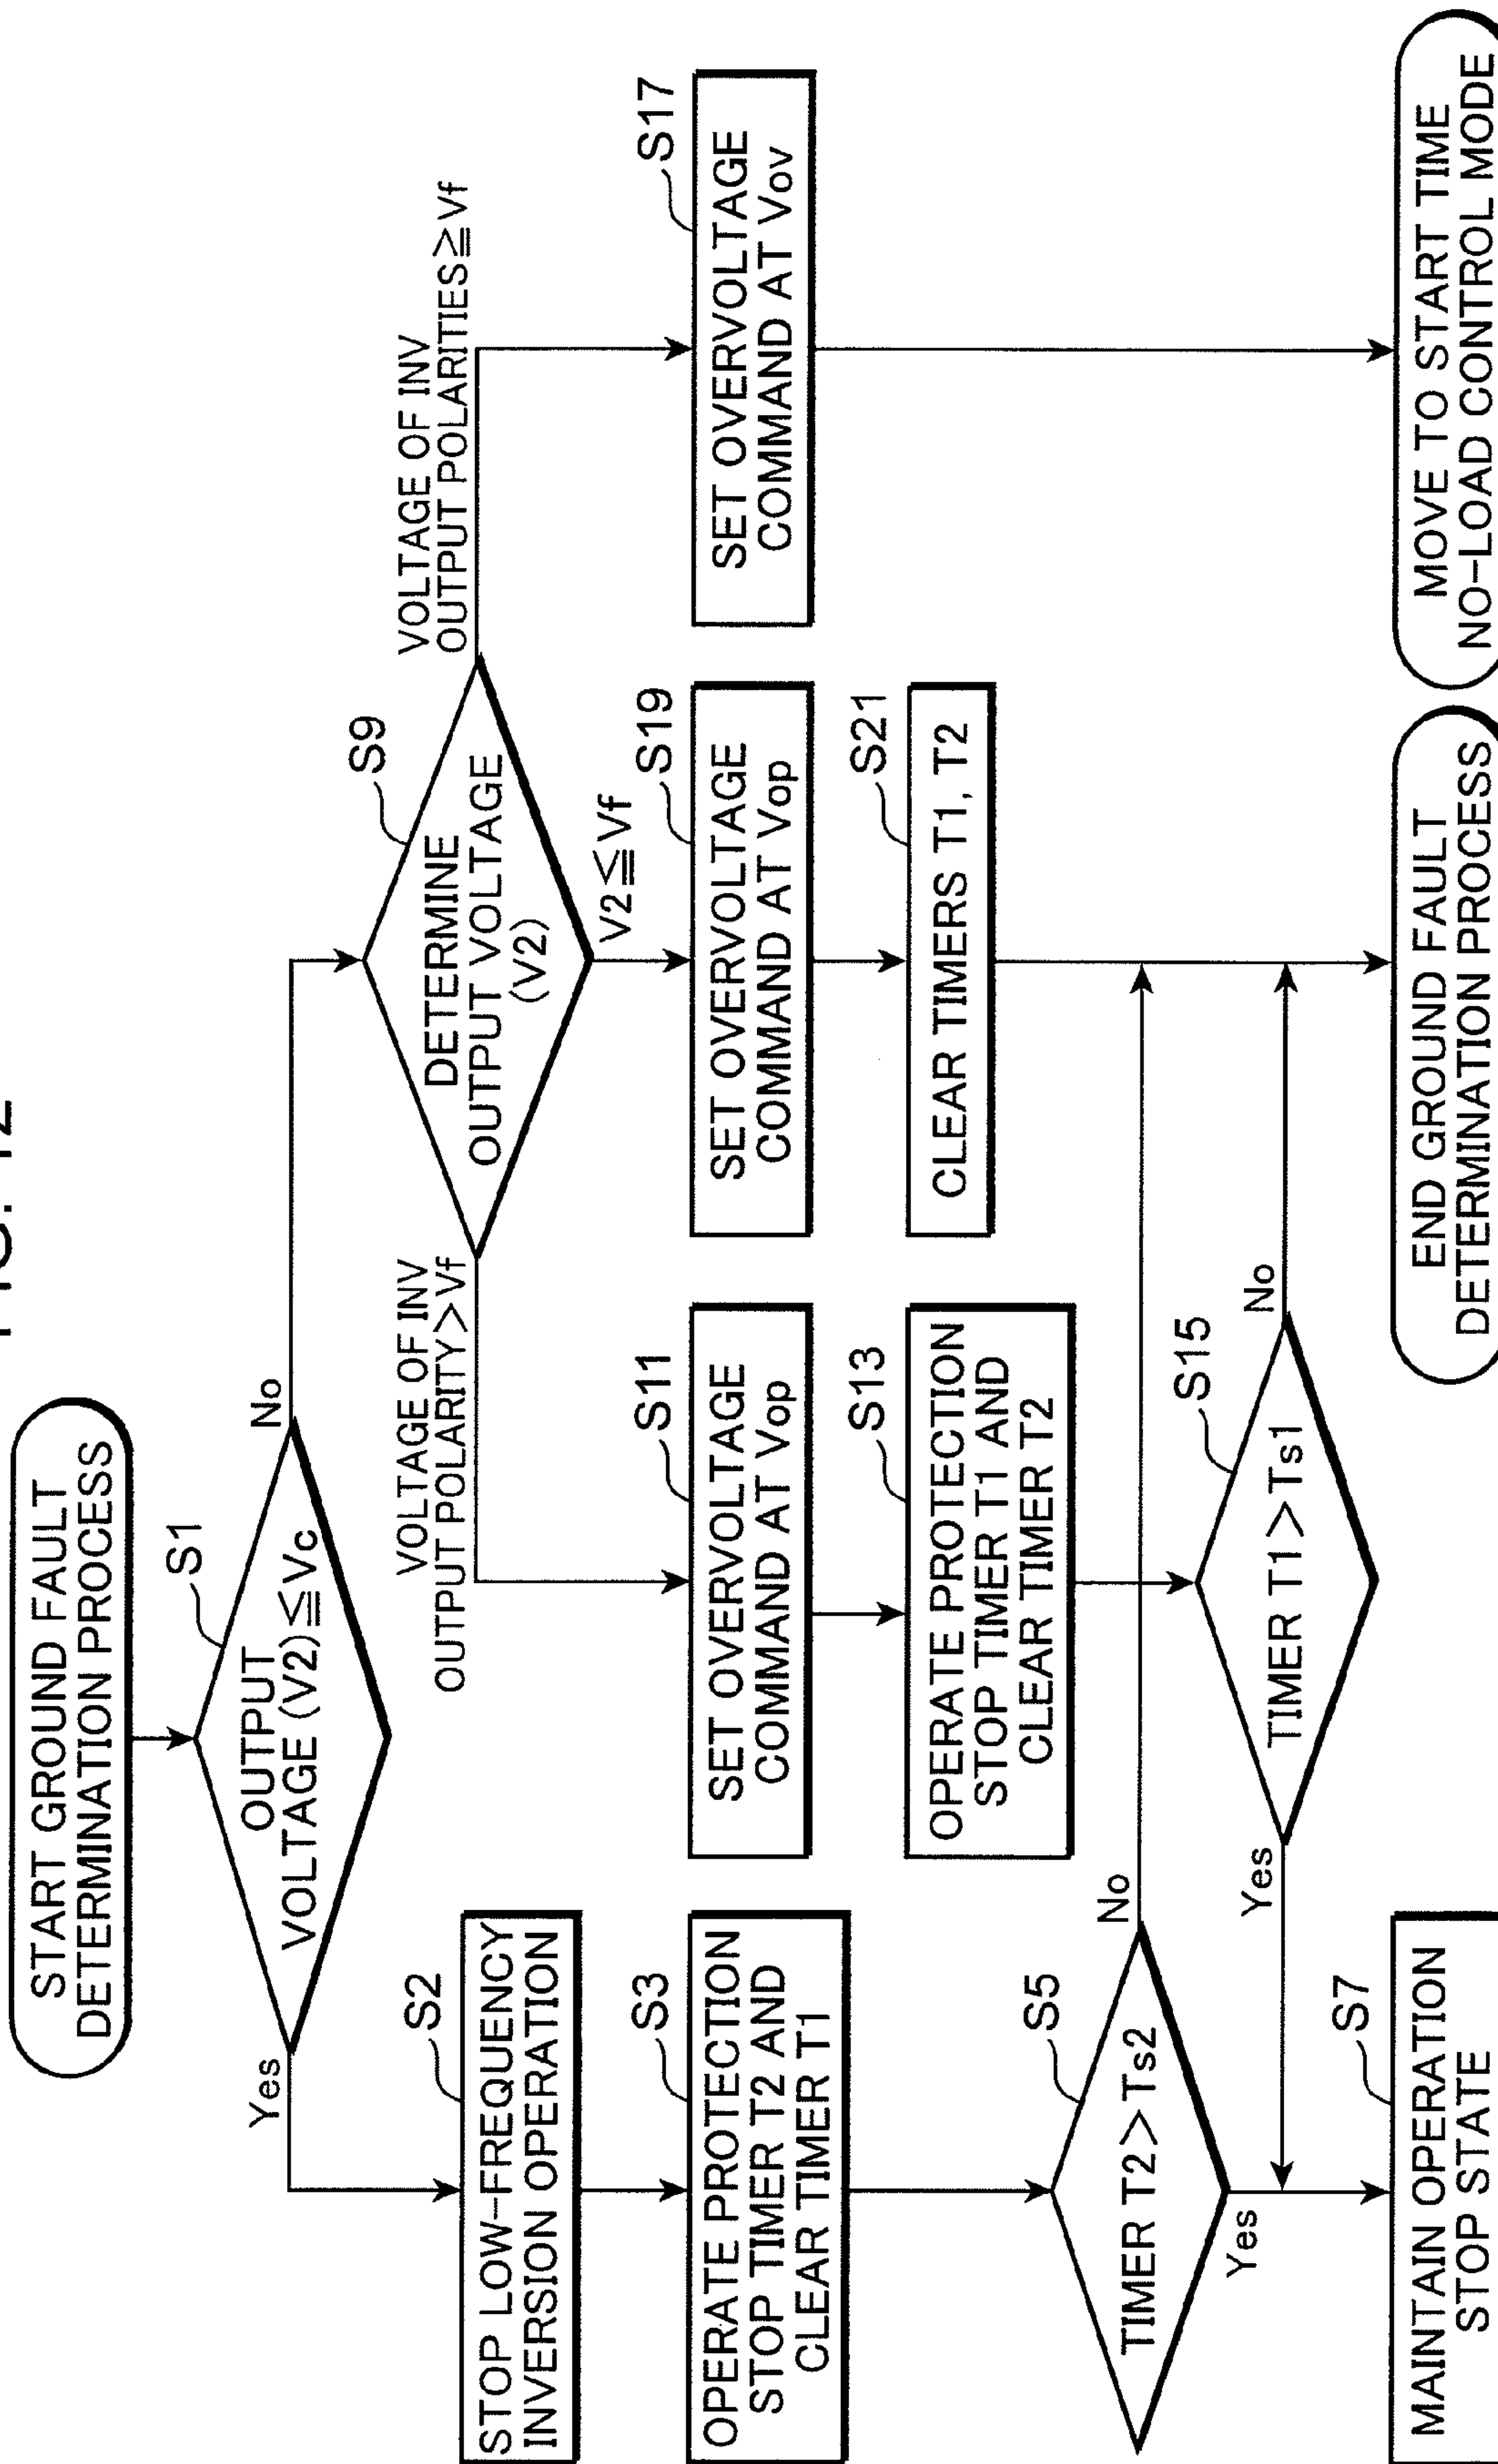 START GROUND FAULT
DETERMINATION PROCESS
S1
OUTPUT
VOLTAGE (V2)≦Vc
Yes
No
S2
STOP LOW-FREQUENCY
INVERSION OPERATION
S3
OPERATE PROTECTION
STOP TIMER T2 AND
CLEAR TIMER T1
S5
TIMER T2>Ts2
No
Yes
S7
MAINTAIN OPERATION
STOP STATE
S9
DETERMINE
OUTPUT VOLTAGE
(V2)
VOLTAGE OF INV
OUTPUT POLARITY>Vf
S11
SET OVERVOLTAGE
COMMAND AT Vop
S13
OPERATE PROTECTION
STOP TIMER T1 AND
CLEAR TIMER T2
S15
TIMER T1>Ts1
Yes
No
V2≦Vf
S19
SET OVERVOLTAGE
COMMAND AT Vop
S21
CLEAR TIMERS T1, T2
END GROUND FAULT
DETERMINATION PROCESS
VOLTAGE OF INV
OUTPUT POLARITIES≧Vf
S17
SET OVERVOLTAGE
COMMAND AT Vov
MOVE TO START TIME
NO-LOAD CONTROL MODE